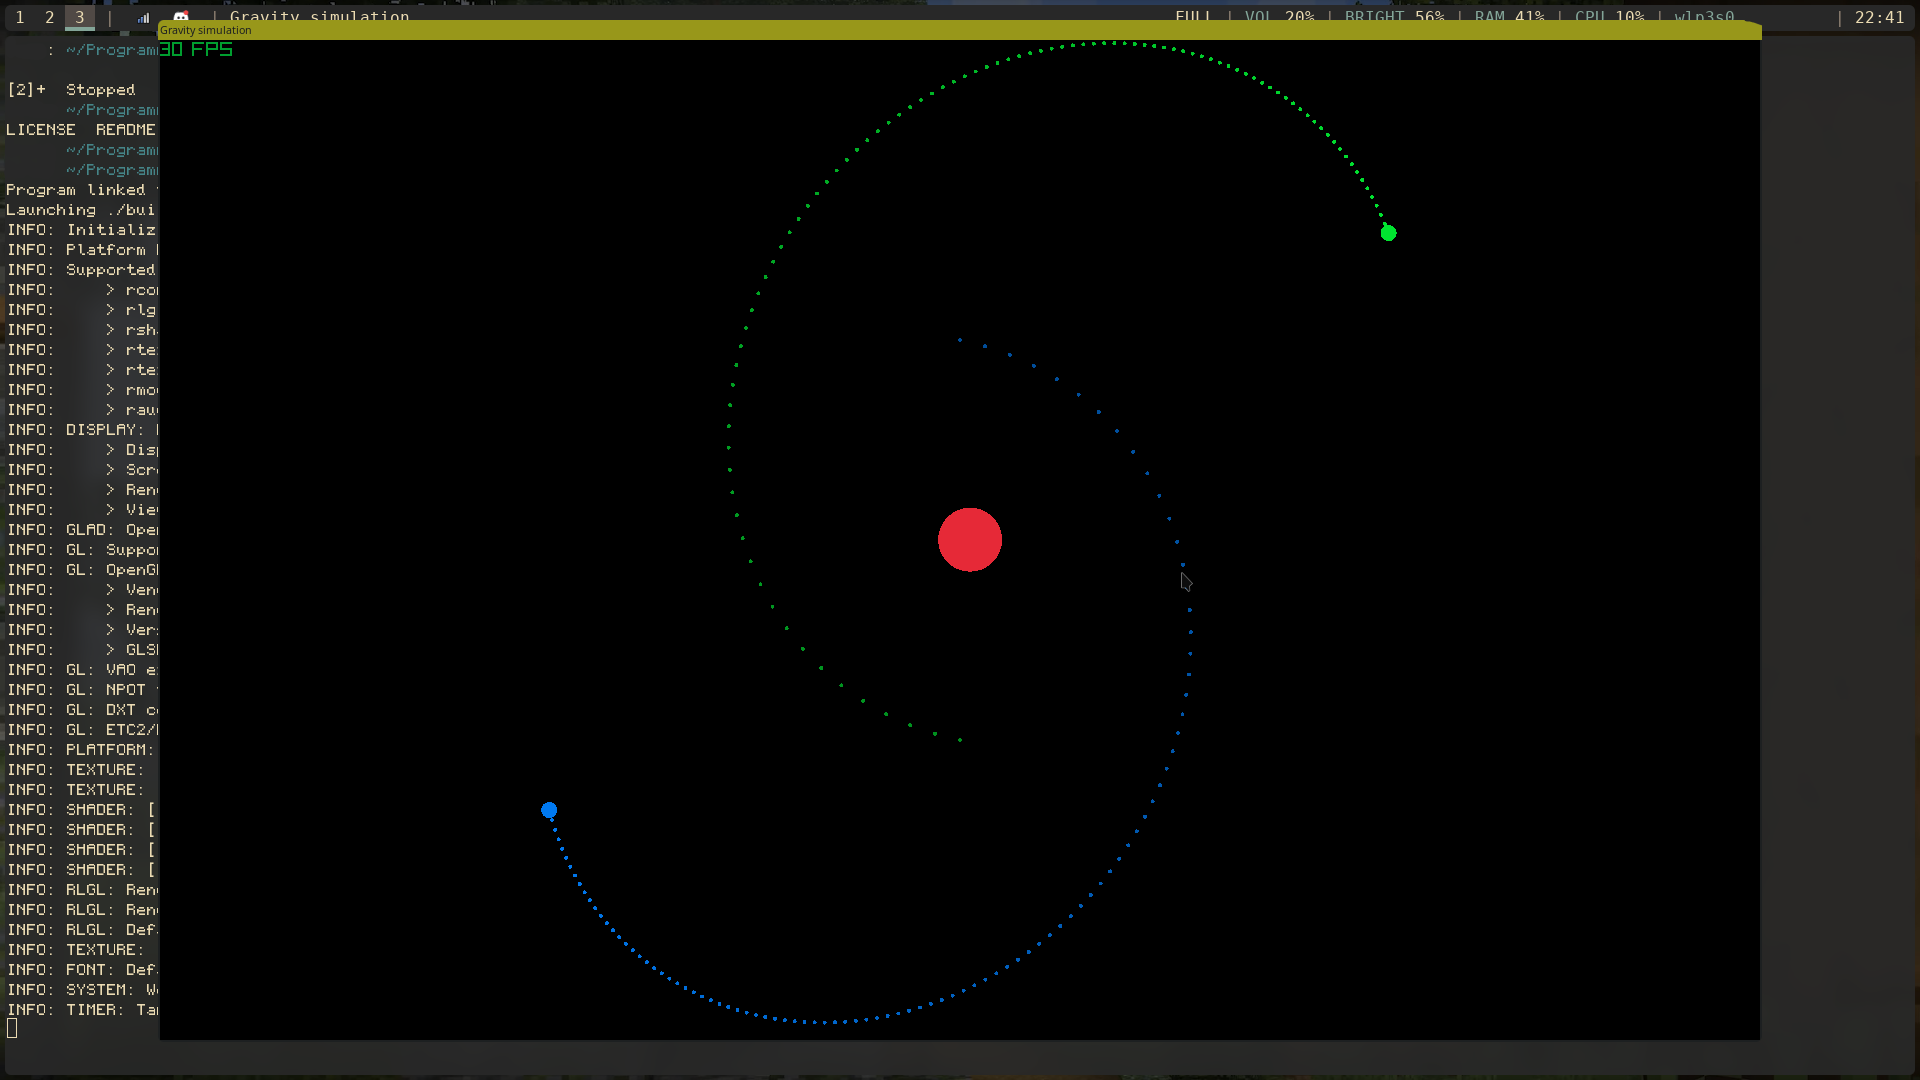 1 2 3 | Gravity simulation FULL | VOL 20% | BRIGHT 56% | RAM 41% | CPU 10% | wlp3s0 | 22:41
Gravity simulation
30 FPS
: ~/Program
[2]+ Stopped
~/Program
LICENSE README
~/Program
~/Program
Program linked
Launching ./bui
INFO: Initializ
INFO: Platform
INFO: Supported
INFO: > rco
INFO: > rlg
INFO: > rsh
INFO: > rte
INFO: > rte
INFO: > rmo
INFO: > rau
INFO: DISPLAY:
INFO: > Disp
INFO: > Scr
INFO: > Ren
INFO: > Vie
INFO: GLAD: Ope
INFO: GL: Suppo
INFO: GL: OpenG
INFO: > Ven
INFO: > Ren
INFO: > Ver
INFO: > GLS
INFO: GL: VAO e
INFO: GL: NPOT
INFO: GL: DXT c
INFO: GL: ETC2/
INFO: PLATFORM:
INFO: TEXTURE:
INFO: TEXTURE:
INFO: SHADER: [
INFO: SHADER: [
INFO: SHADER: [
INFO: SHADER: [
INFO: RLGL: Ren
INFO: RLGL: Ren
INFO: RLGL: Def
INFO: TEXTURE:
INFO: FONT: Def
INFO: SYSTEM: W
INFO: TIMER: Ta